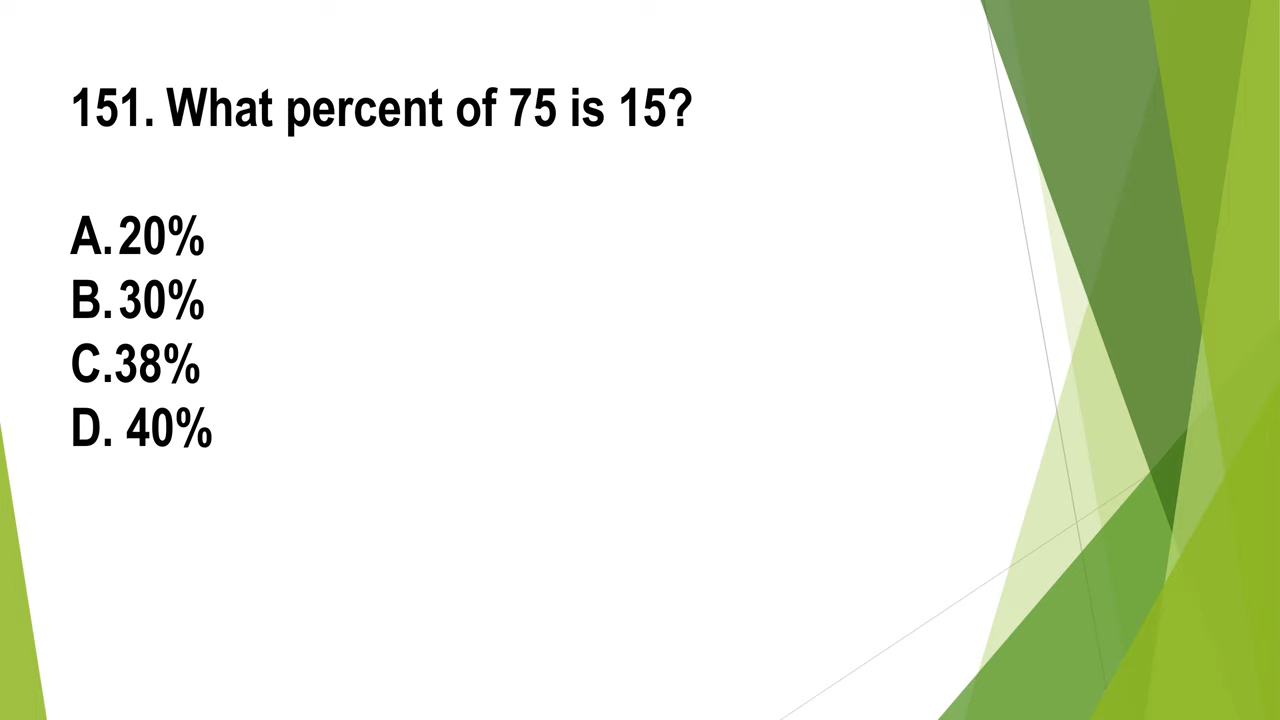 151. What percent of 75 is 15?
A. 20%
B. 30%
C.38%
D. 40%